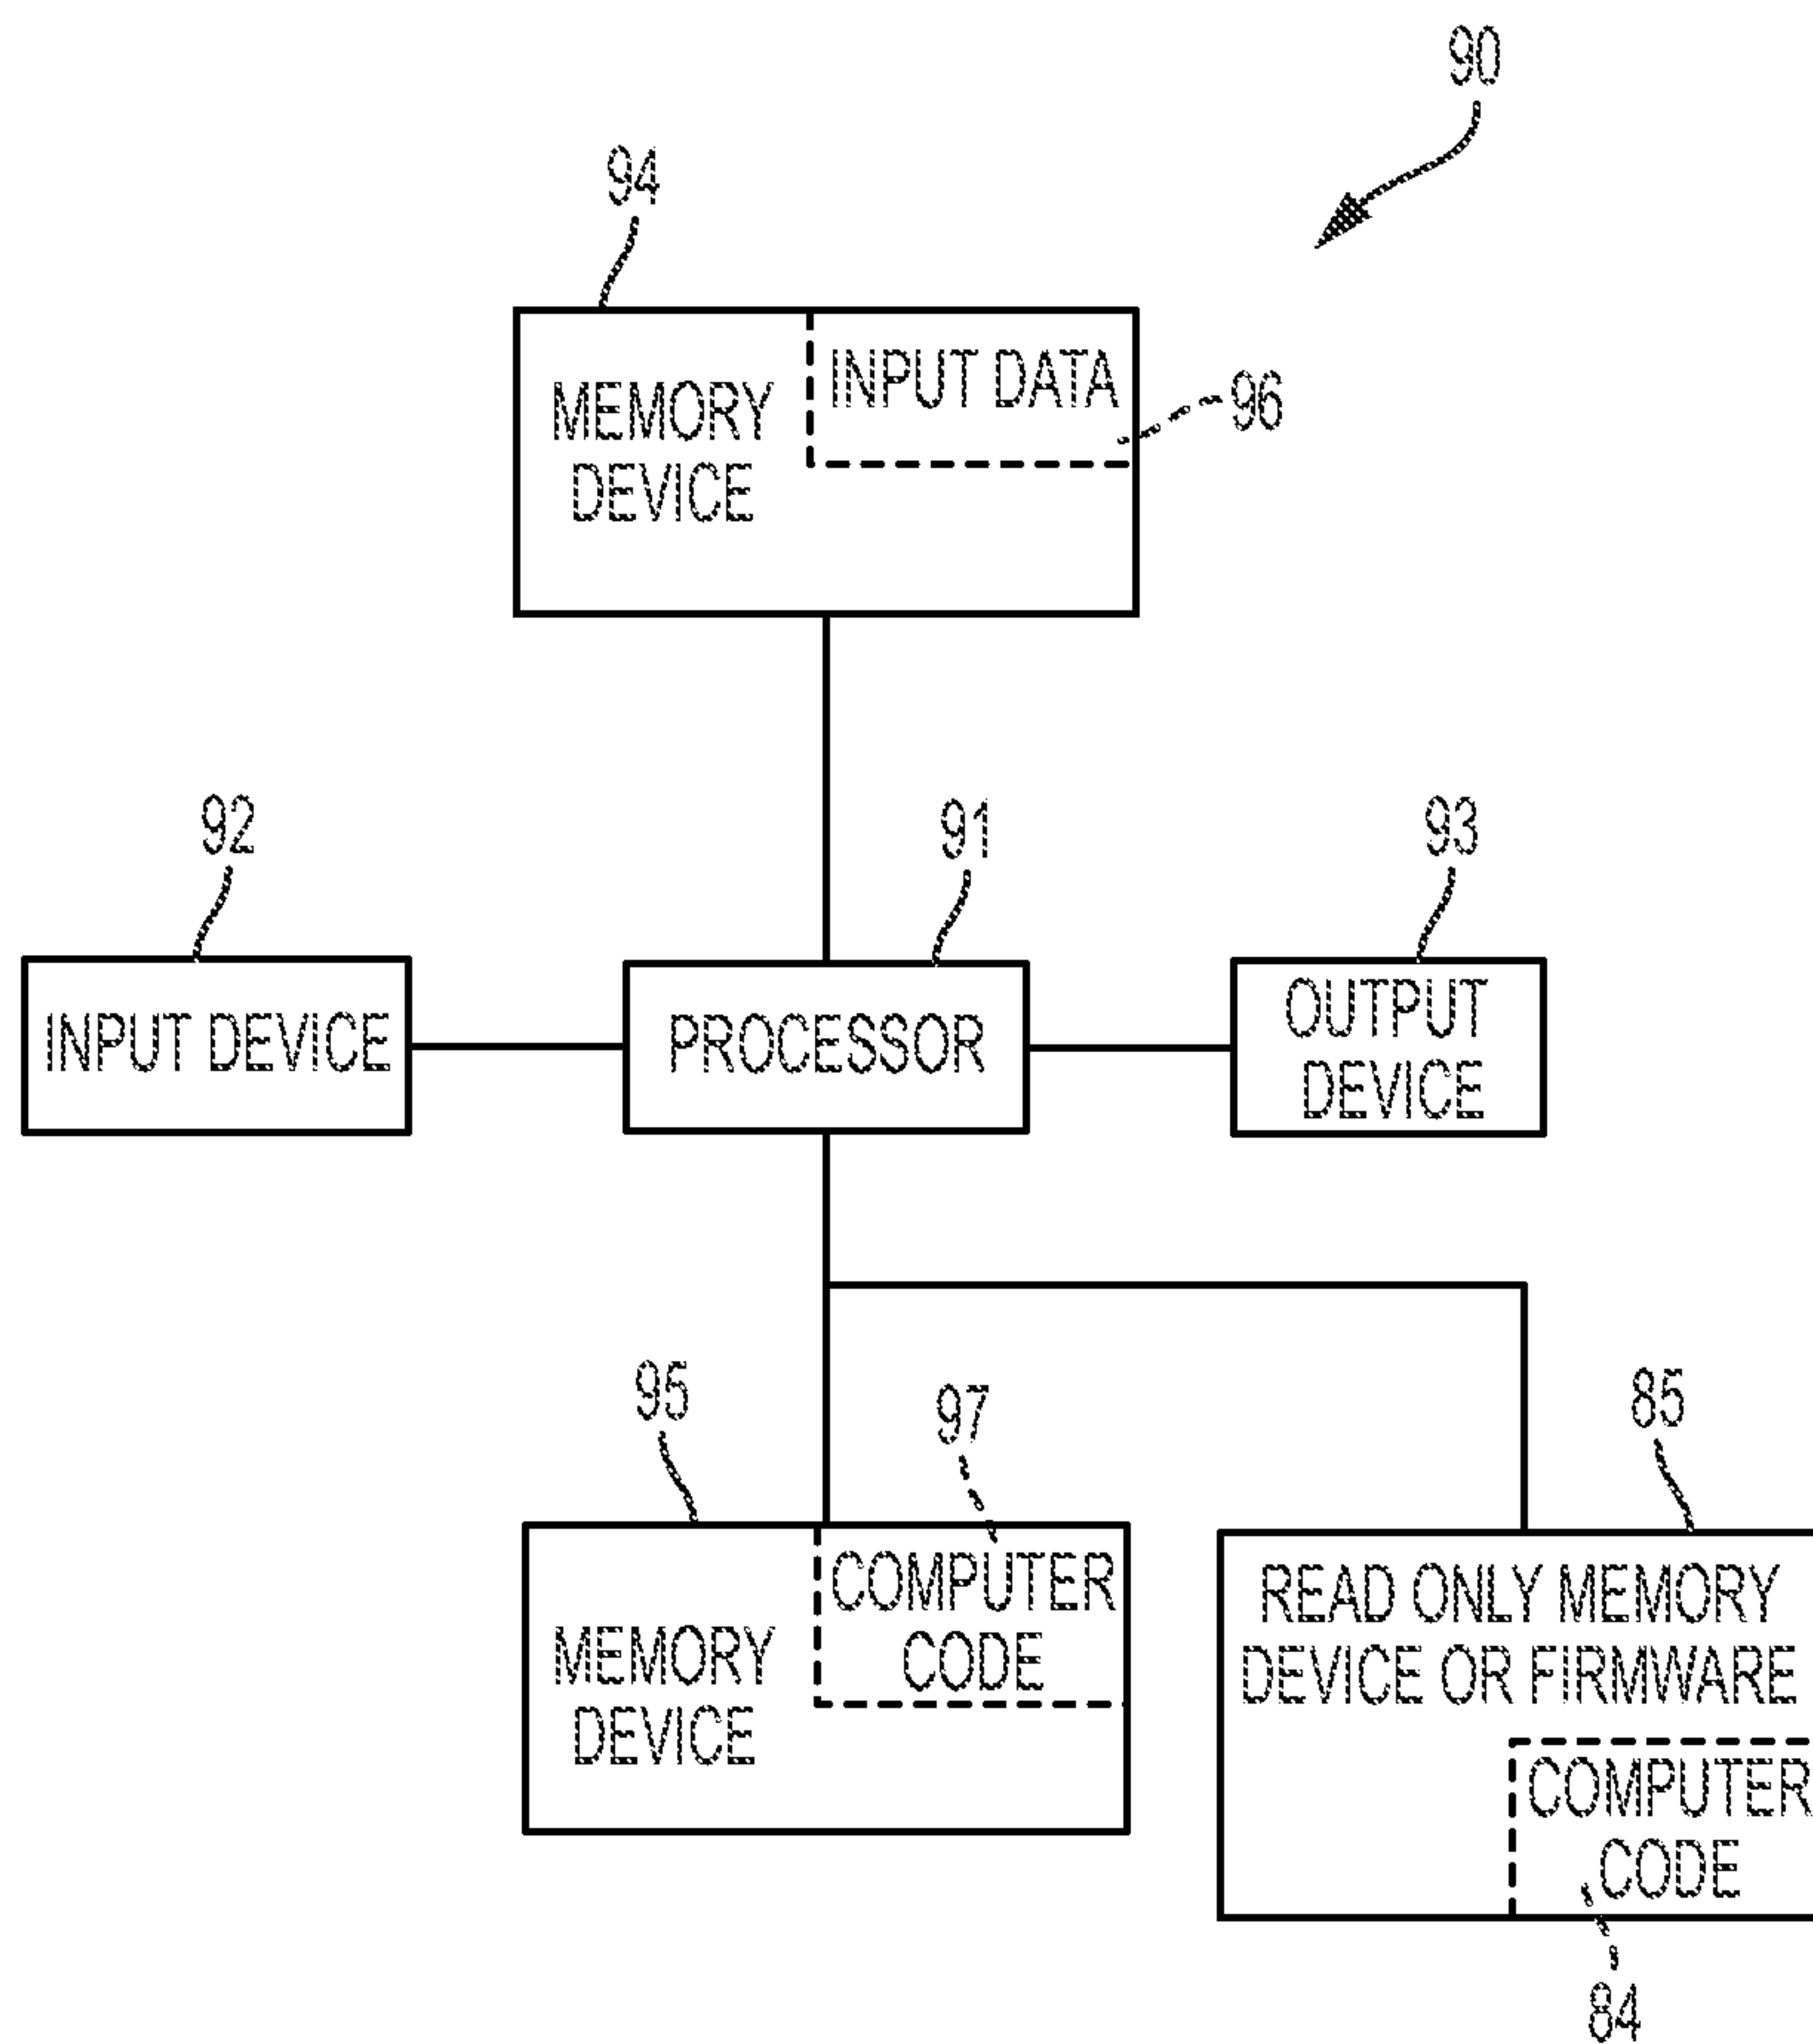 90
94
MEMORY
DEVICE
INPUT DATA
96
92
INPUT DEVICE
91
PROCESSOR
93
OUTPUT
DEVICE
95
MEMORY
DEVICE
97
COMPUTER
CODE
85
READ ONLY MEMORY
DEVICE OR FIRMWARE
COMPUTER
CODE
84